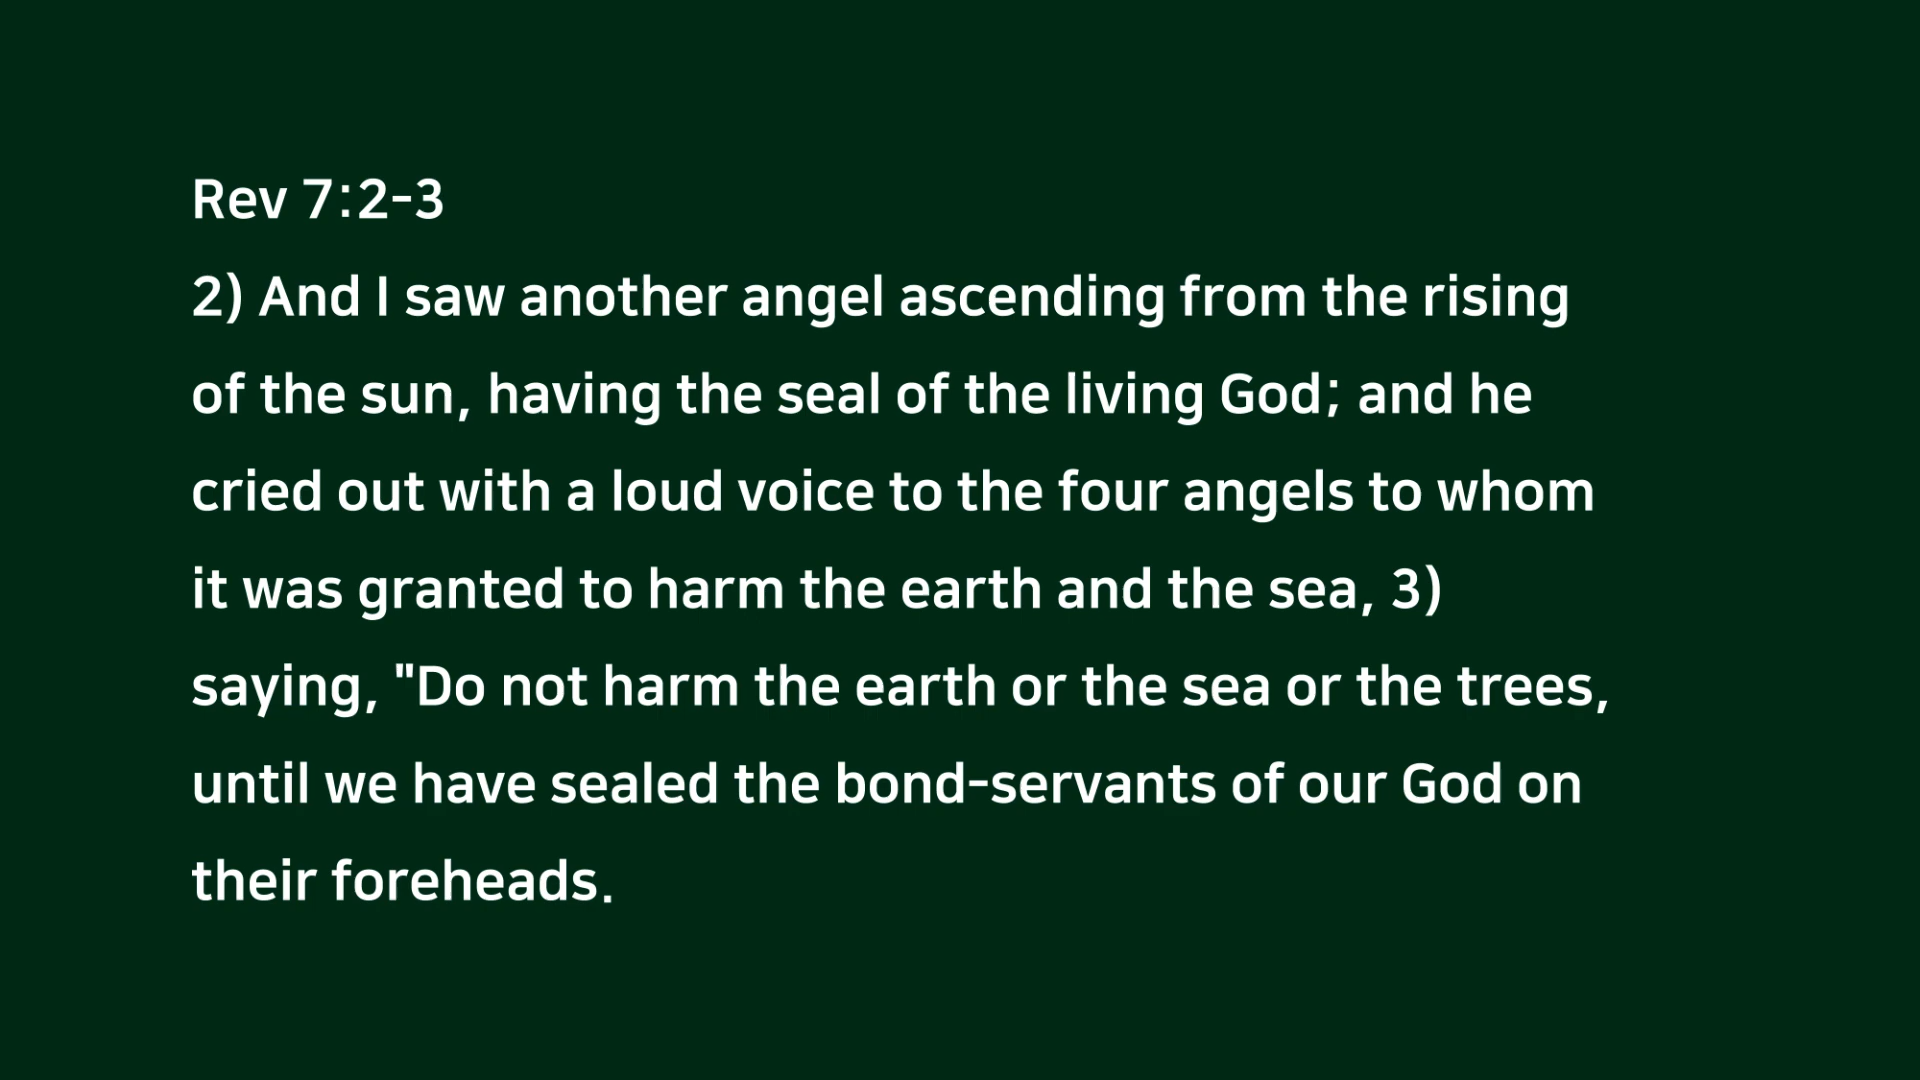 Rev 7:2-3
2) And I saw another angel ascending from the rising
of the sun, having the seal of the living God; and he
cried out with a loud voice to the four angels to whom
it was granted to harm the earth and the sea, 3)
saying, "Do not harm the earth or the sea or the trees,
until we have sealed the bond-servants of our God on
their foreheads.